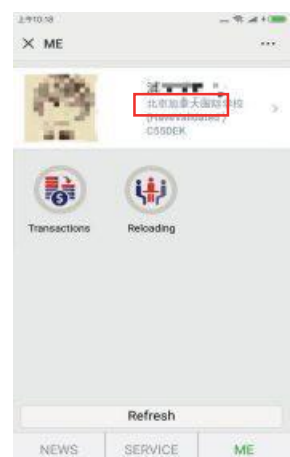 上午10:18
× ME
...
北京加拿大国际学校
C5SDEK
Transactions
Reloading
Refresh
NEWS
SERVICE
ME